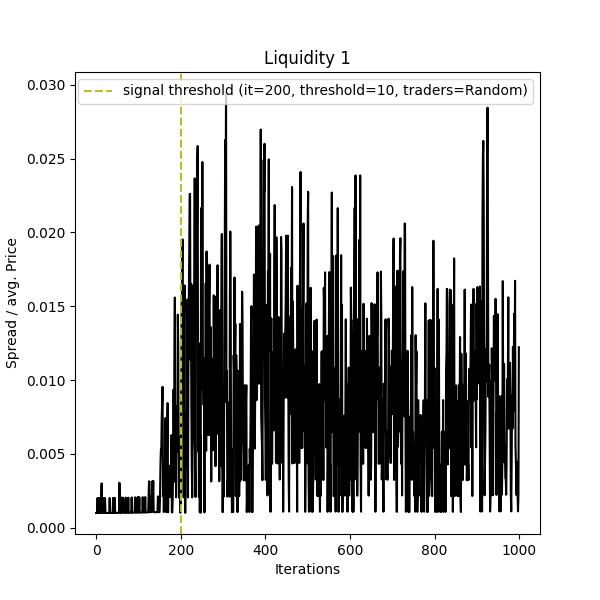 Liquidity 1
signal threshold (it=200, threshold=10, traders=Random)
0.030
0.025
0.020
0.015
0.010
0.005
0.000
Spread / avg. Price
0 200 400 600 800 1000
Iterations